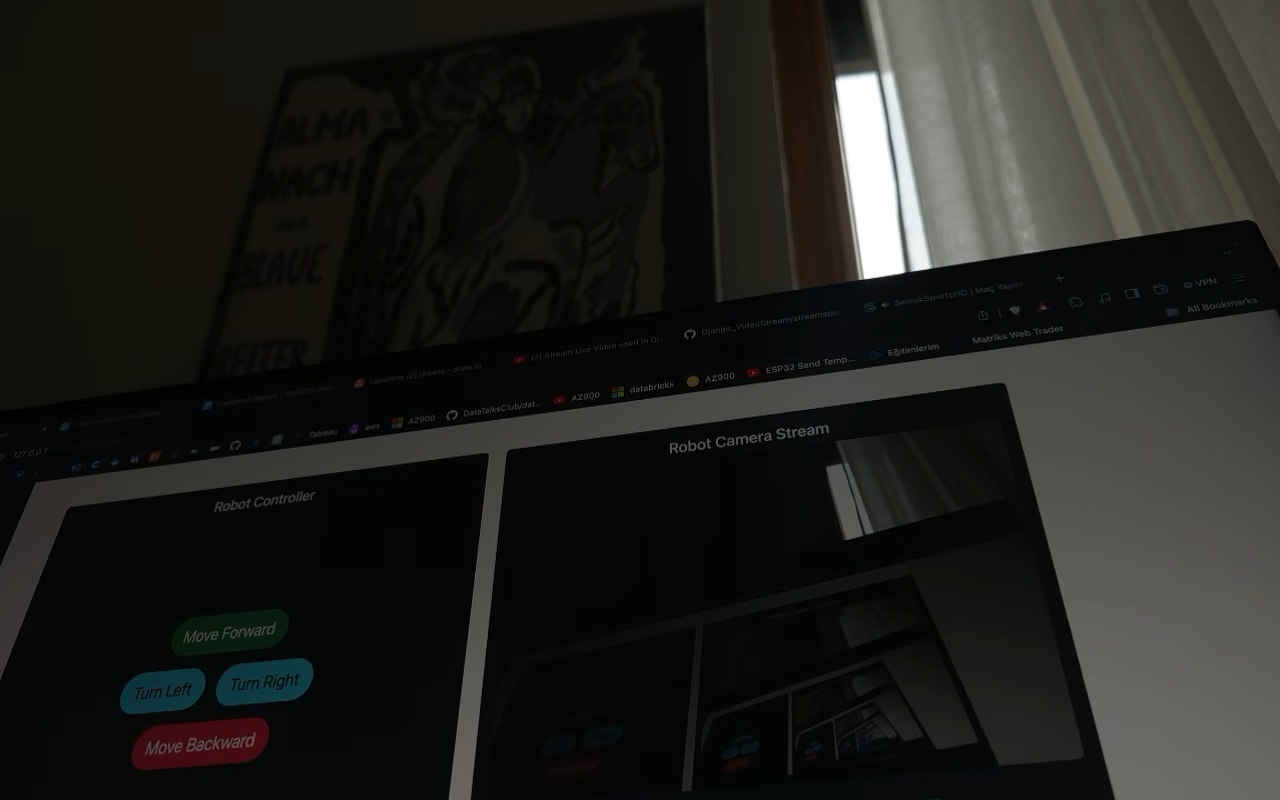 ALMA
NACH
DER
BLAUE
REITER
capstone (2).drawio - draw.io
(2) Stream Live Video used in Dj...
Django_VideoStream/streamapp
SelcukSportsHD | Maç Yayın
VPN
127.0.0.1
Tableau
aws
AZ900
DataTalksClub/dat...
AZ900
databricks
AZ900
ESP32 Send Temp...
Eğitimlerim
Matriks Web Trader
All Bookmarks
Robot Controller
Move Forward
Turn Left
Turn Right
Move Backward
Robot Camera Stream